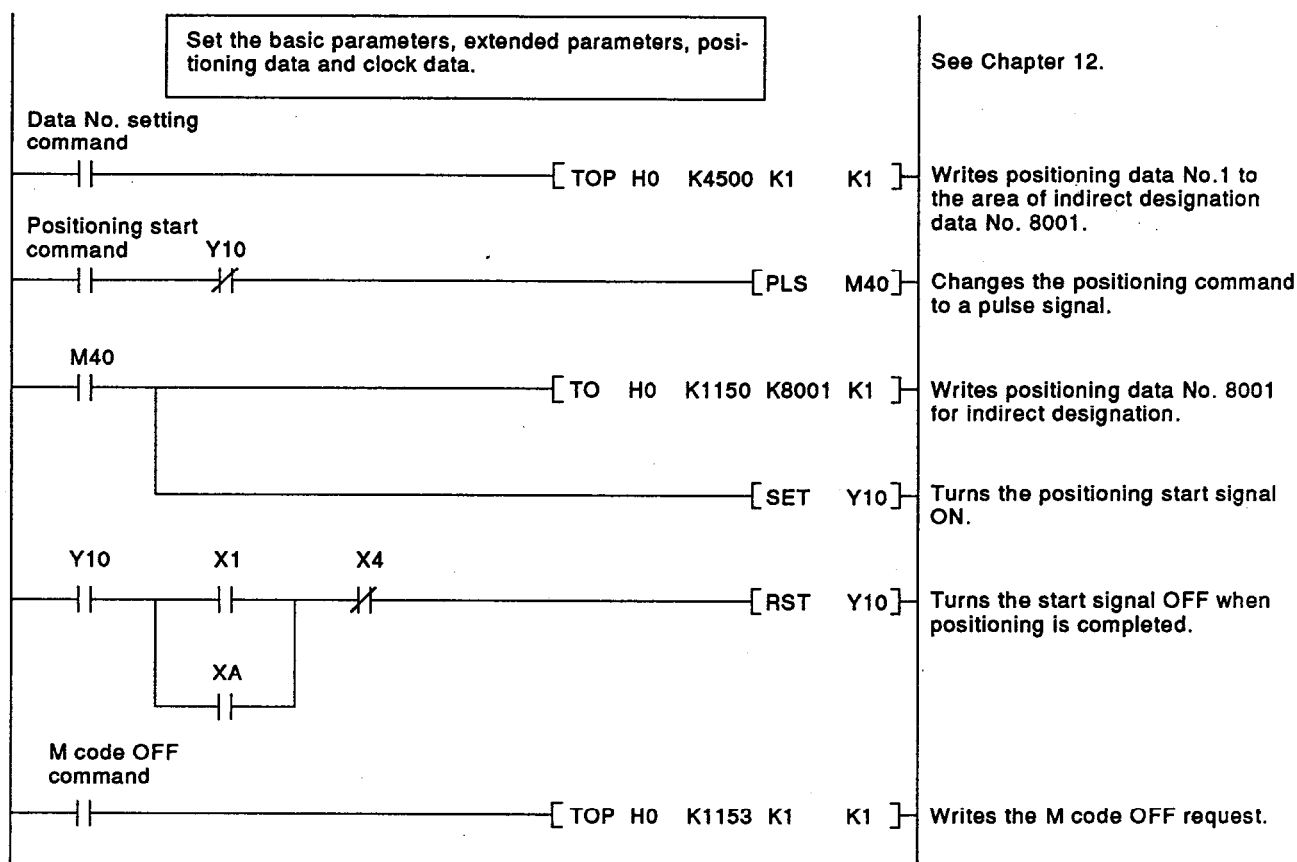 Set the basic parameters, extended parameters, posi-
tioning data and clock data.
See Chapter 12.
Data No. setting
command
TOP H0 K4500 K1 K1
Writes positioning data No.1 to
the area of indirect designation
data No. 8001.
Positioning start
command
Y10
PLS M40
Changes the positioning command
to a pulse signal.
M40
TO H0 K1150 K8001 K1
Writes positioning data No. 8001
for indirect designation.
SET Y10
Turns the positioning start signal
ON.
Y10 X1 X4
RST Y10
Turns the start signal OFF when
positioning is completed.
XA
M code OFF
command
TOP H0 K1153 K1 K1
Writes the M code OFF request.